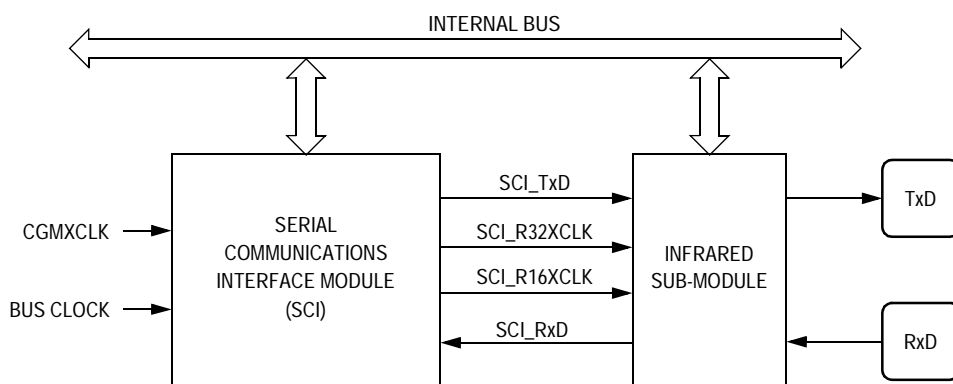 INTERNAL BUS
CGMXCLK
BUS CLOCK
SERIAL
COMMUNICATIONS
INTERFACE MODULE
(SCI)
SCI_TxD
SCI_R32XCLK
SCI_R16XCLK
SCI_RxD
INFRARED
SUB-MODULE
TxD
RxD